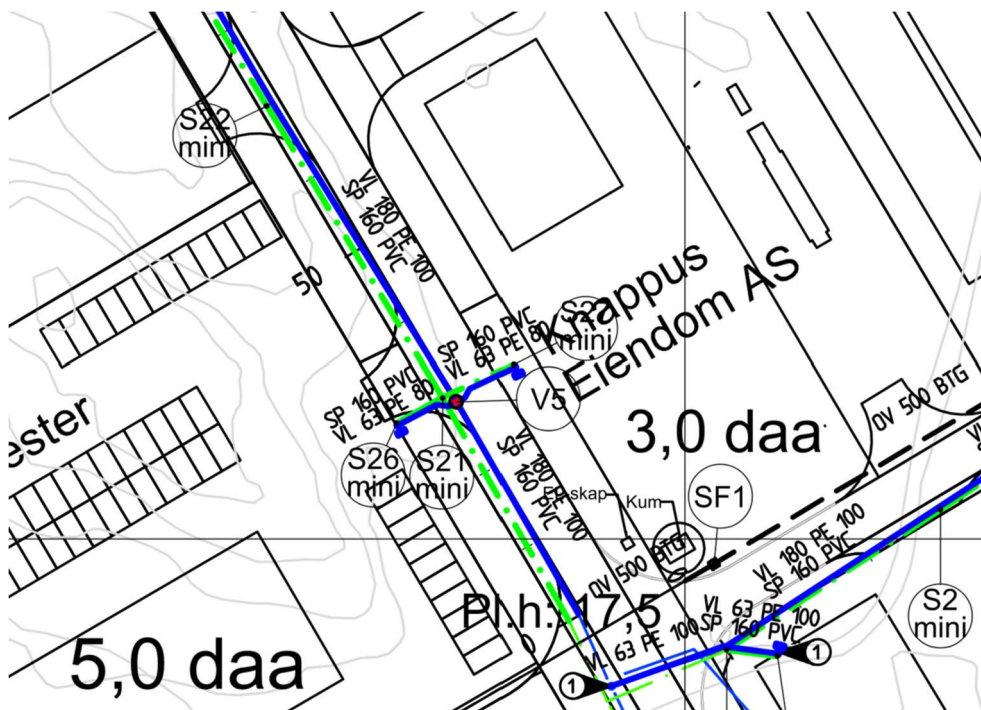 S22
mini
VL 180 PE 100
SP 160 PVC
50
Knappus
Eiendom AS
SP 160 PVC
VL 63 PE 80
mini
V5
SP 160 PVC
VL 63 PE 80
ester
S26
mini
S21
mini
VL 180 PE 100
SP 160 PVC
3,0 daa
OV 500 BTG
VL
Kum
SF1
OV 500 BTG
VL 180 PE 100
SP 160 PVC
S2
mini
Pl.h: 17,5
VL 63 PE 100
SP 160 PVC
VL 63 PE 100
0
1
1
5,0 daa